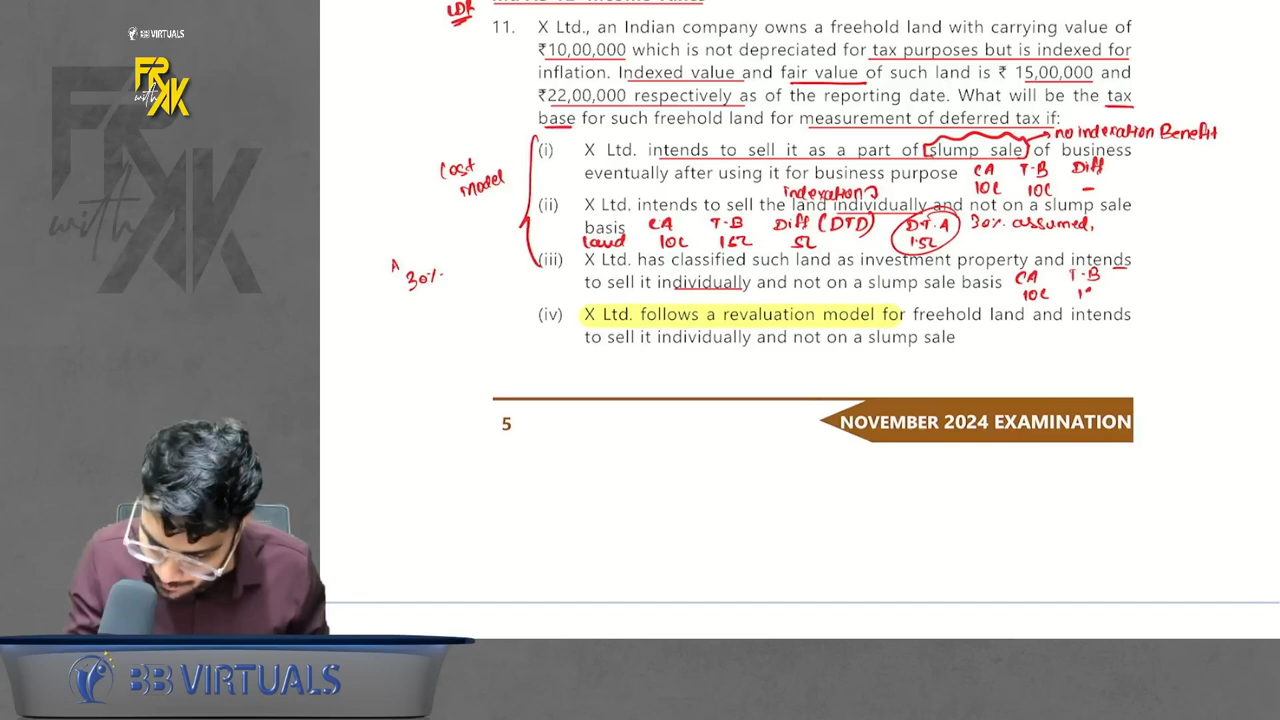 BB VIRTUALS
FR
with
AK
FR
with
AK
LDR
11. X Ltd., an Indian company owns a freehold land with carrying value of
₹10,00,000 which is not depreciated for tax purposes but is indexed for
inflation. Indexed value and fair value of such land is ₹ 15,00,000 and
₹22,00,000 respectively as of the reporting date. What will be the tax
base for such freehold land for measurement of deferred tax if:
no indexation Benefit
Cost
Model
(i) X Ltd. intends to sell it as a part of slump sale of business
eventually after using it for business purpose
CA T-B Diff
10L 10L -
indexation
(ii) X Ltd. intends to sell the land individually and not on a slump sale
basis
CA T-B Diff (DTD) D.T.A 30% assumed,
land 10L 15L 5L 1.5L
(iii) X Ltd. has classified such land as investment property and intends
to sell it individually and not on a slump sale basis
CA T-B
10L 1
30%
(iv) X Ltd. follows a revaluation model for freehold land and intends
to sell it individually and not on a slump sale
5
NOVEMBER 2024 EXAMINATION
BB VIRTUALS